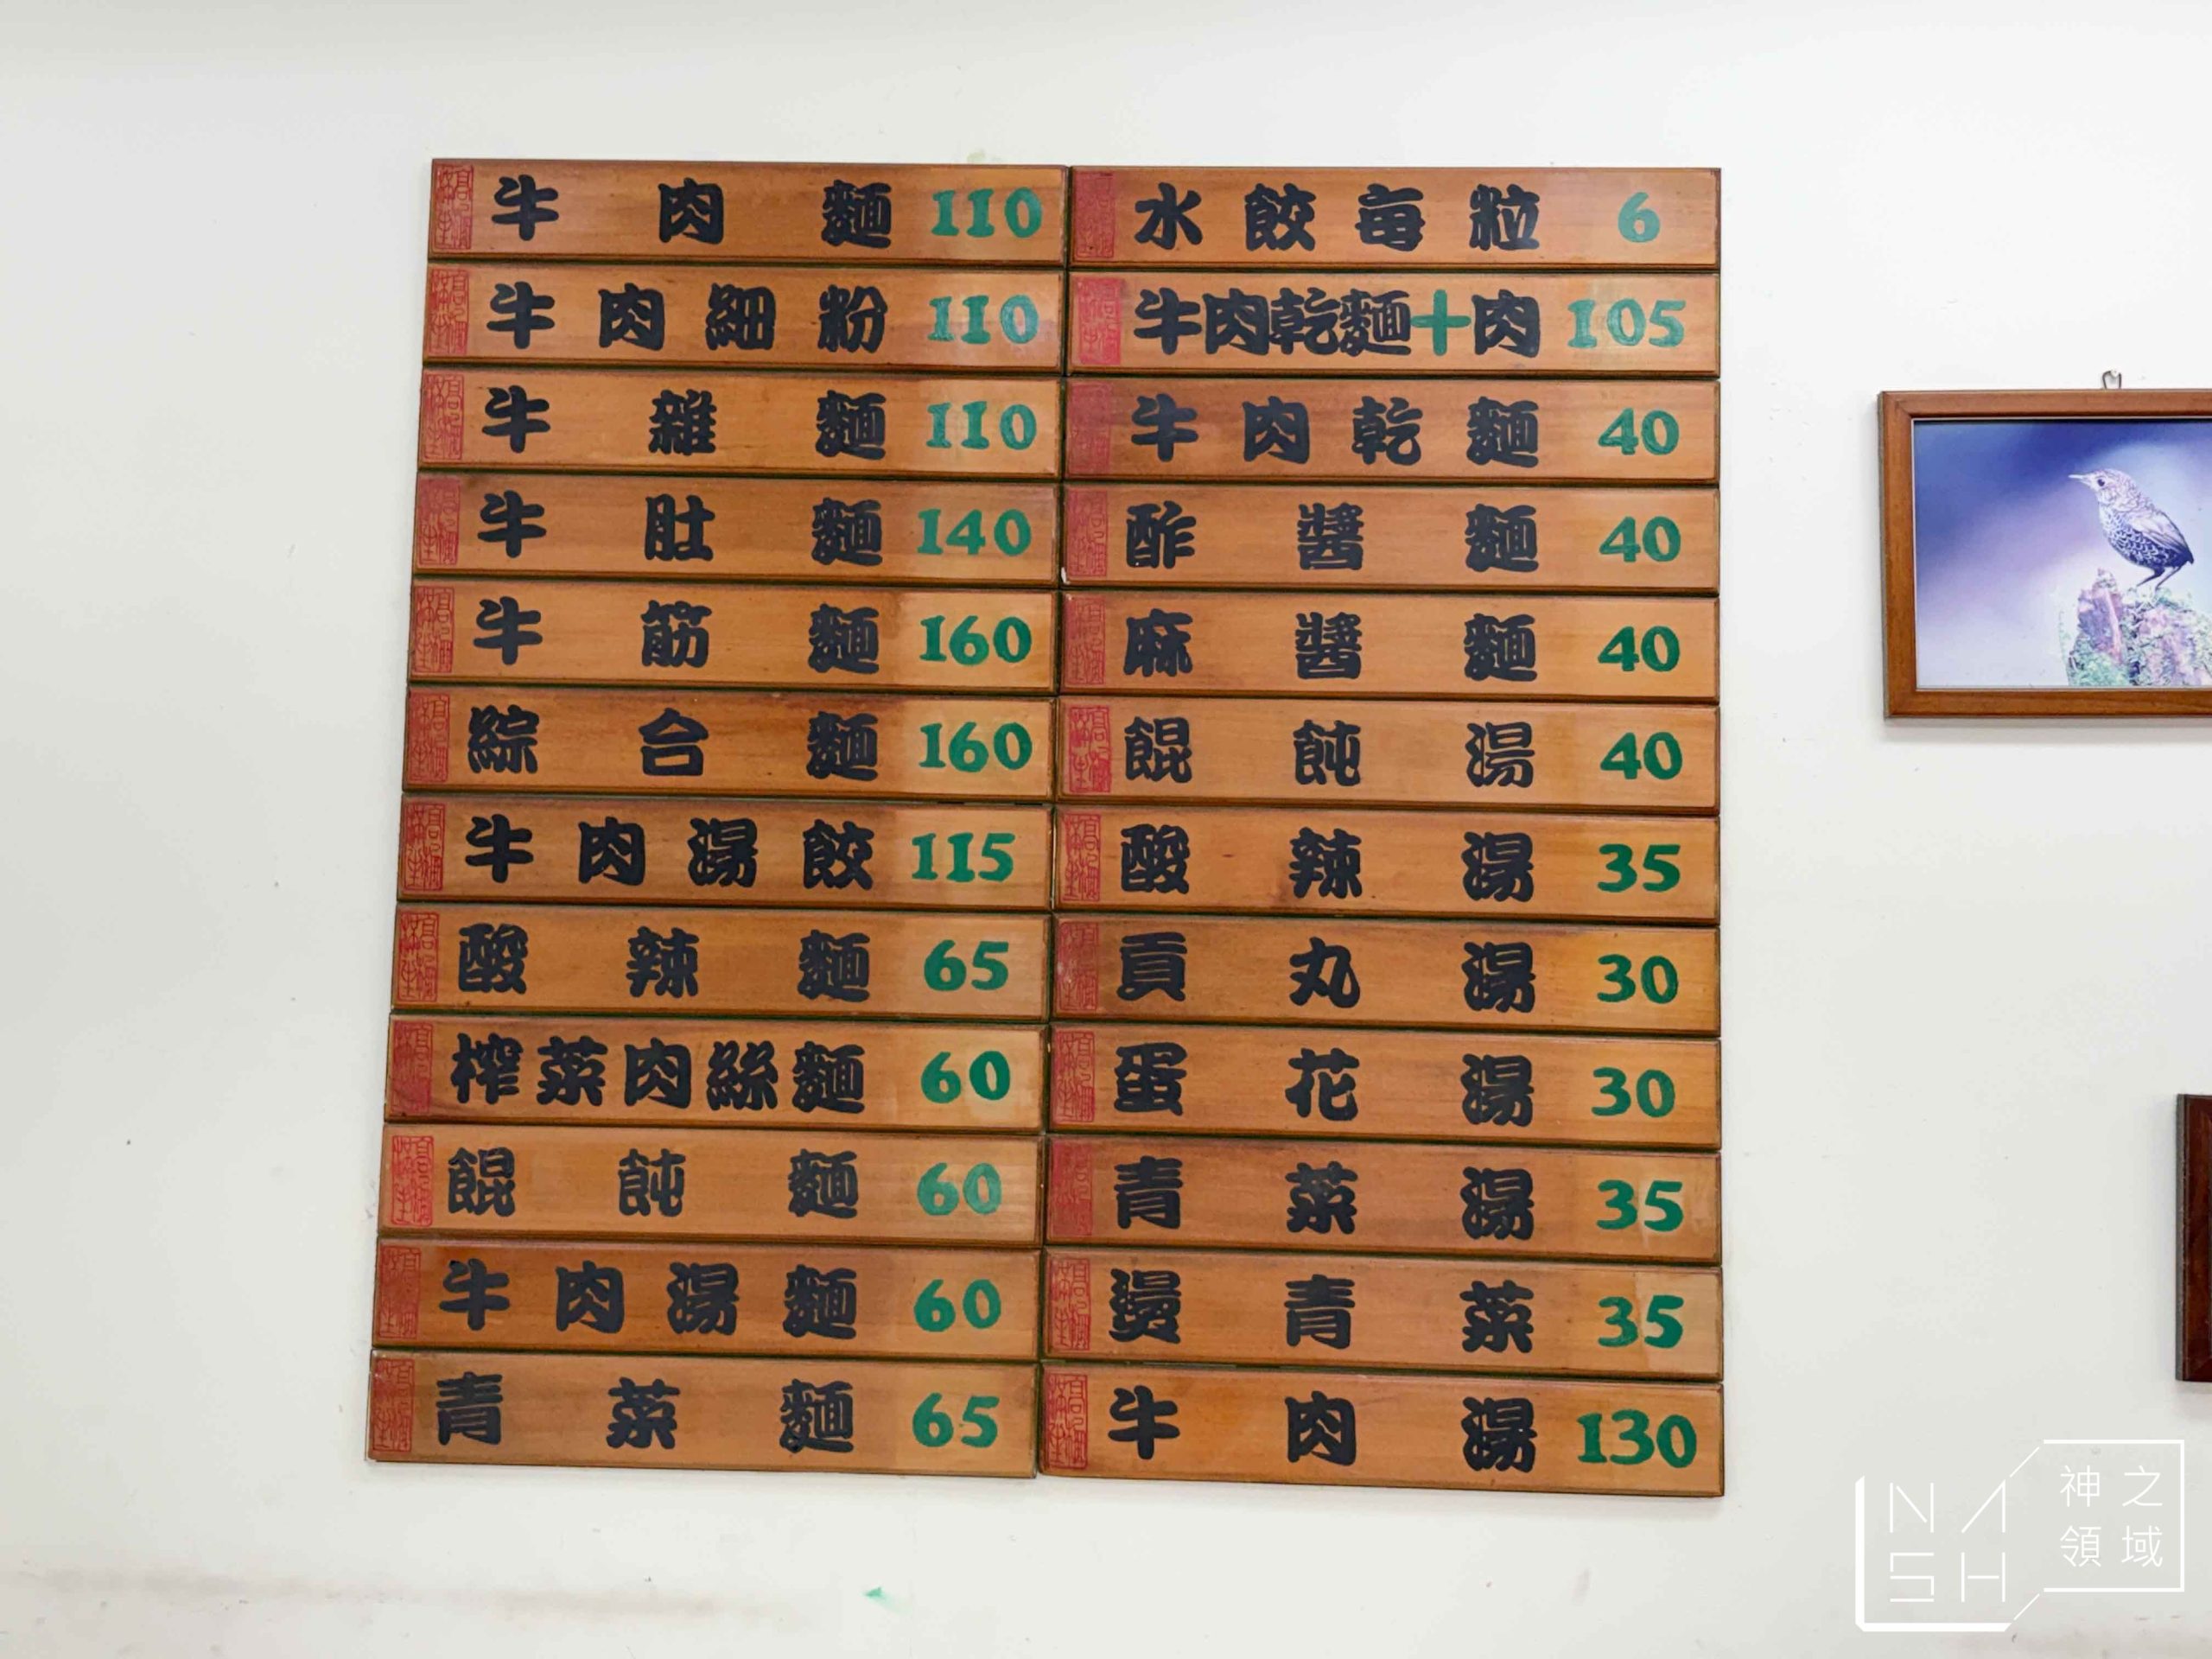 牛肉麵 110
牛肉細粉 110
牛雜麵 110
牛肚麵 140
牛筋麵 160
綜合麵 160
牛肉湯餃 115
酸辣麵 65
榨菜肉絲麵 60
餛飩麵 60
牛肉湯麵 60
青菜麵 65
水餃每粒 6
牛肉乾麵+肉 105
牛肉乾麵 40
酢醬麵 40
麻醬麵 40
餛飩湯 40
酸辣湯 35
貢丸湯 30
蛋花湯 30
青菜湯 35
燙青菜 35
牛肉湯 130
NASH
神之
領域